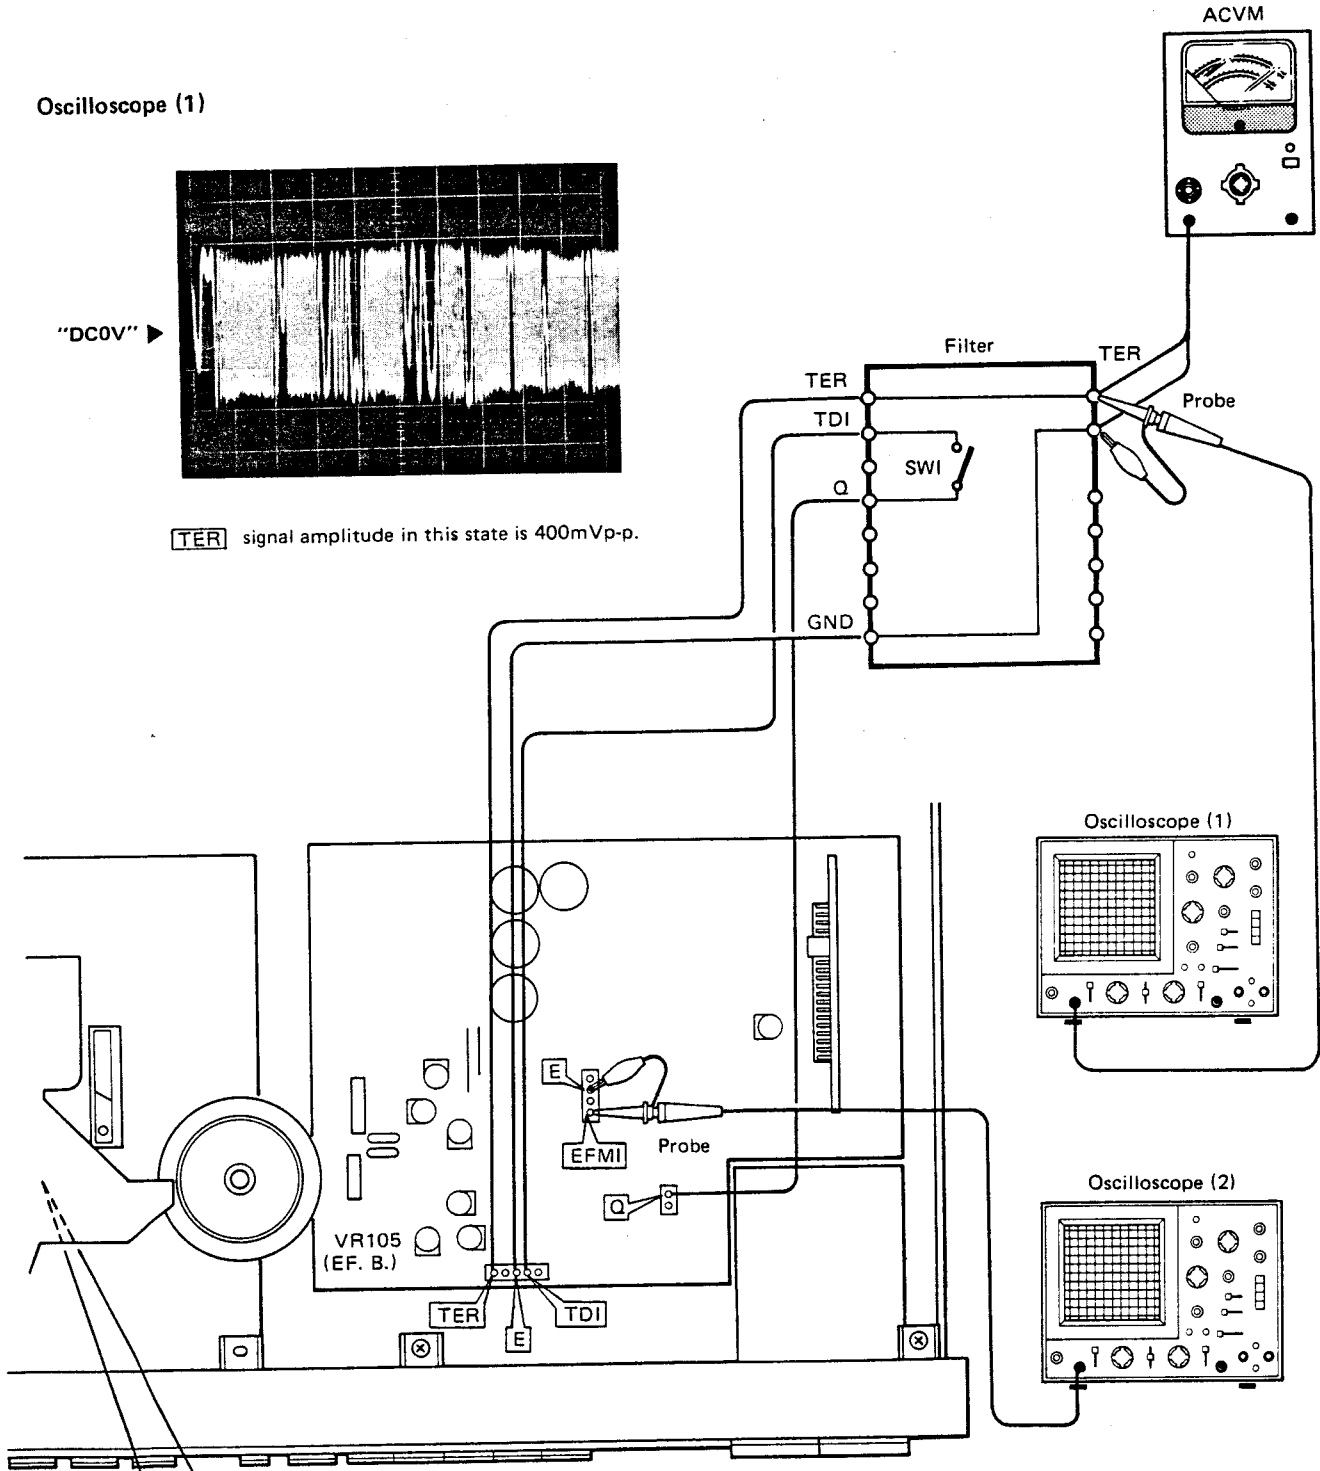 ACVM
Oscilloscope (1)
"DC0V"
TER signal amplitude in this state is 400mVp-p.
Filter
TER
TER
Probe
TDI
SWI
Q
GND
Oscilloscope (1)
E
EFMI
Probe
Q
Oscilloscope (2)
VR105
(EF. B.)
TER
E
TDI